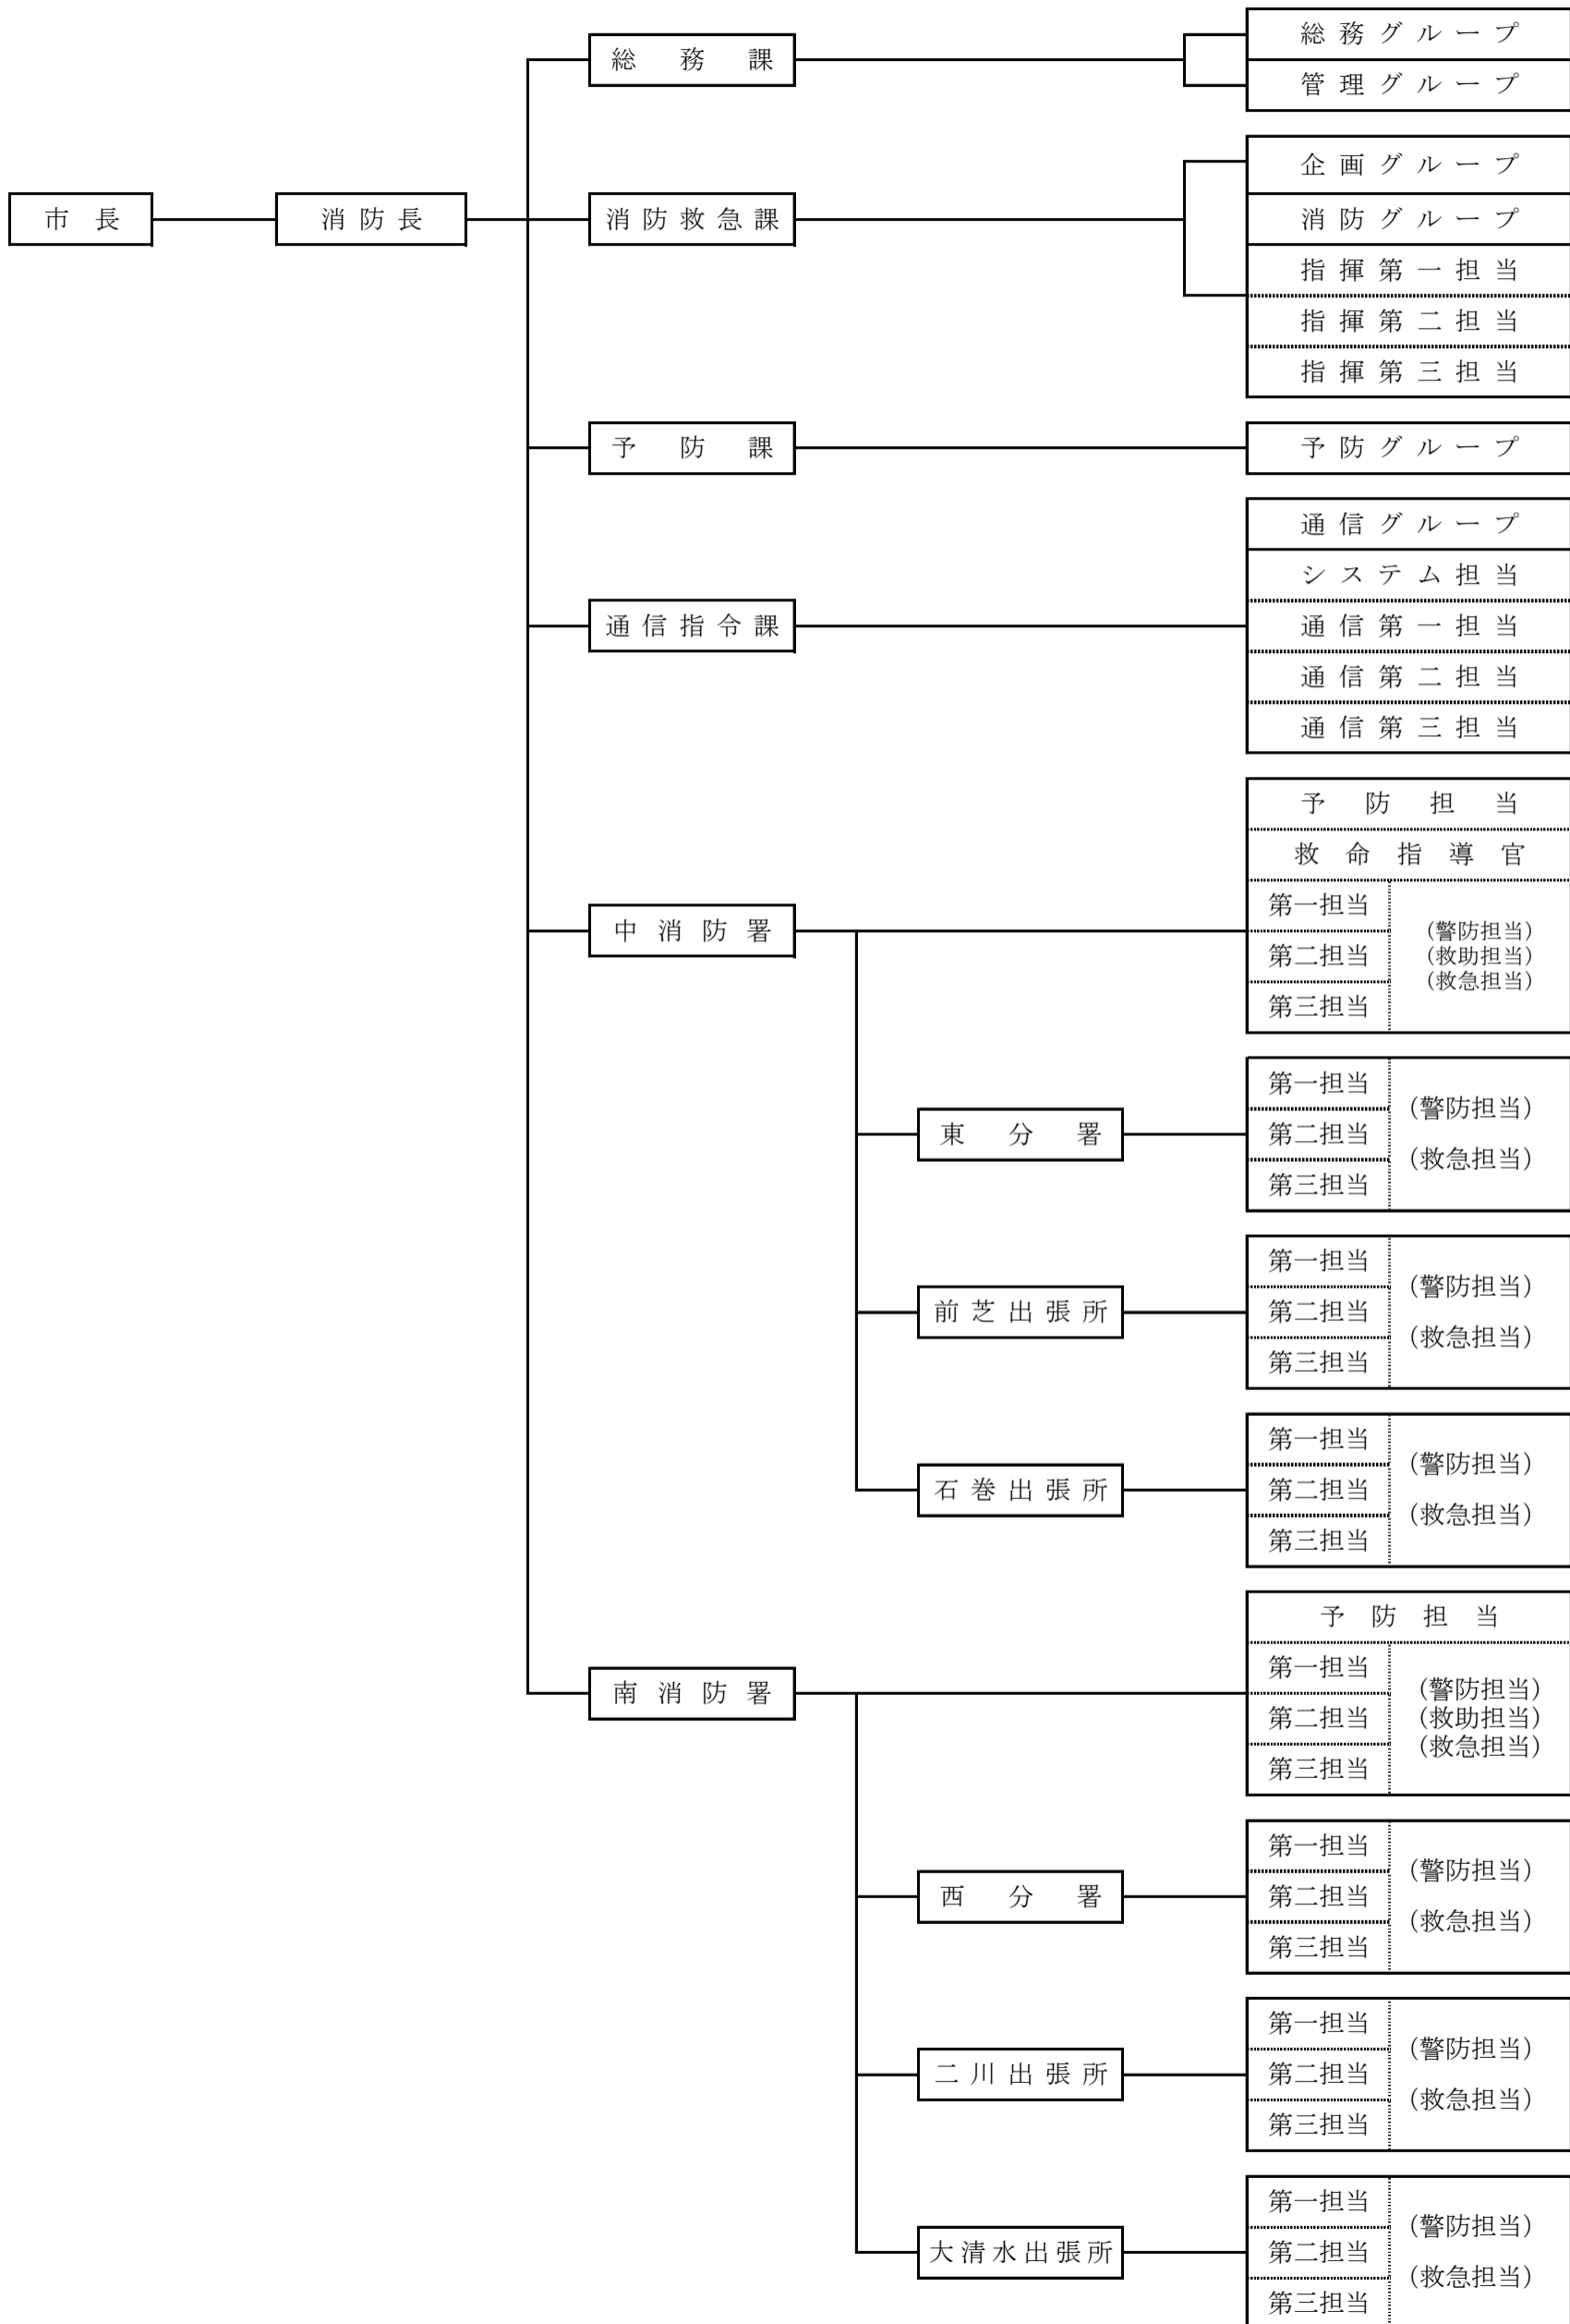 総務課
総務グループ
管理グループ
市長
消防長
消防救急課
企画グループ
消防グループ
指揮第一担当
指揮第二担当
指揮第三担当
予防課
予防グループ
通信指令課
通信グループ
システム担当
通信第一担当
通信第二担当
通信第三担当
中消防署
予防担当
救命指導官
第一担当
第二担当
第三担当
(警防担当)
(救助担当)
(救急担当)
東分署
第一担当
第二担当
第三担当
(警防担当)
(救急担当)
前芝出張所
第一担当
第二担当
第三担当
(警防担当)
(救急担当)
石巻出張所
第一担当
第二担当
第三担当
(警防担当)
(救急担当)
南消防署
予防担当
第一担当
第二担当
第三担当
(警防担当)
(救助担当)
(救急担当)
西分署
第一担当
第二担当
第三担当
(警防担当)
(救急担当)
二川出張所
第一担当
第二担当
第三担当
(警防担当)
(救急担当)
大清水出張所
第一担当
第二担当
第三担当
(警防担当)
(救急担当)